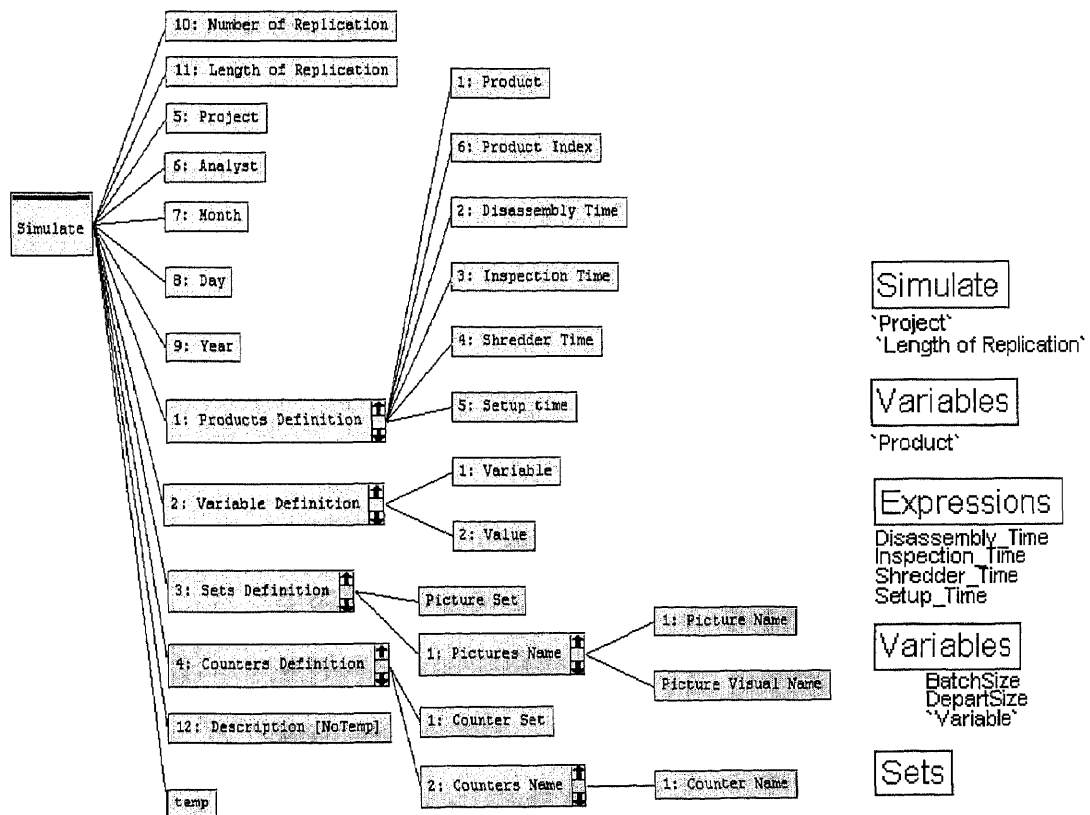 Simulate
10: Number of Replication
11: Length of Replication
5: Project
6: Analyst
7: Month
8: Day
9: Year
1: Products Definition
2: Variable Definition
3: Sets Definition
4: Counters Definition
12: Description [NoTemp]
temp
1: Product
6: Product Index
2: Disassembly Time
3: Inspection Time
4: Shredder Time
5: Setup time
1: Variable
2: Value
Picture Set
1: Pictures Name
1: Counter Set
2: Counters Name
1: Picture Name
Picture Visual Name
1: Counter Name
Simulate
`Project`
`Length of Replication`
Variables
`Product`
Expressions
Disassembly_Time
Inspection_Time
Shredder_Time
Setup_Time
Variables
BatchSize
DepartSize
`Variable`
Sets